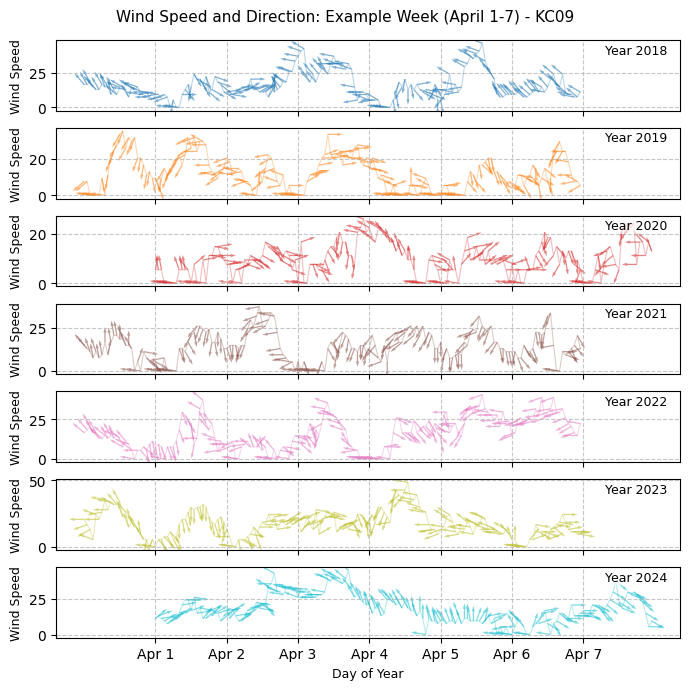 Wind Speed and Direction: Example Week (April 1-7) - KC09
Wind Speed
25
0
Year 2018
Wind Speed
20
0
Year 2019
Wind Speed
20
0
Year 2020
Wind Speed
25
0
Year 2021
Wind Speed
25
0
Year 2022
Wind Speed
50
0
Year 2023
Wind Speed
25
0
Year 2024
Apr 1 Apr 2 Apr 3 Apr 4 Apr 5 Apr 6 Apr 7
Day of Year